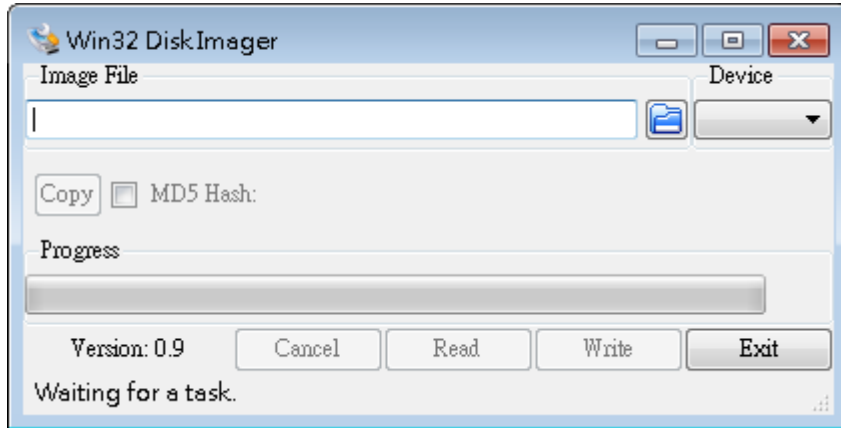 Win32 Disk Imager
Image File Device
Copy MD5 Hash:
Progress
Version: 0.9 Cancel Read Write Exit
Waiting for a task.